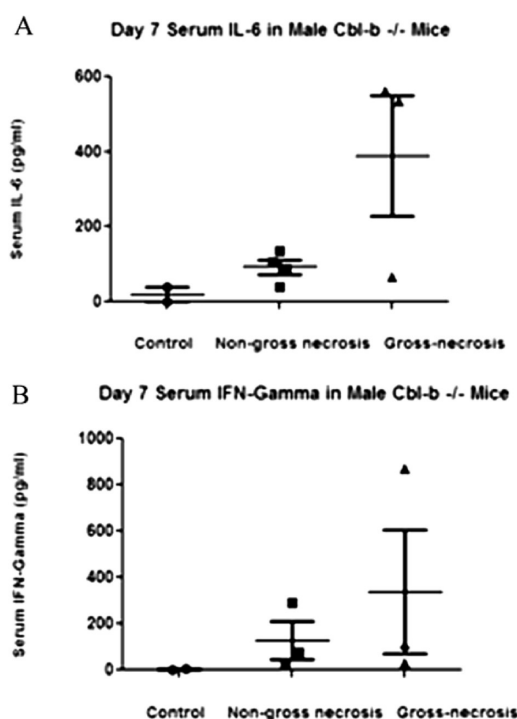 A
Day 7 Serum IL-6 in Male Cbl-b -/- Mice
600
400
200
0
Serum IL-6 (pg/ml)
Control Non-gross necrosis Gross-necrosis
B
Day 7 Serum IFN-Gamma in Male Cbl-b -/- Mice
1000
800
600
400
200
0
Serum IFN-Gamma (pg/ml)
Control Non-gross necrosis Gross-necrosis